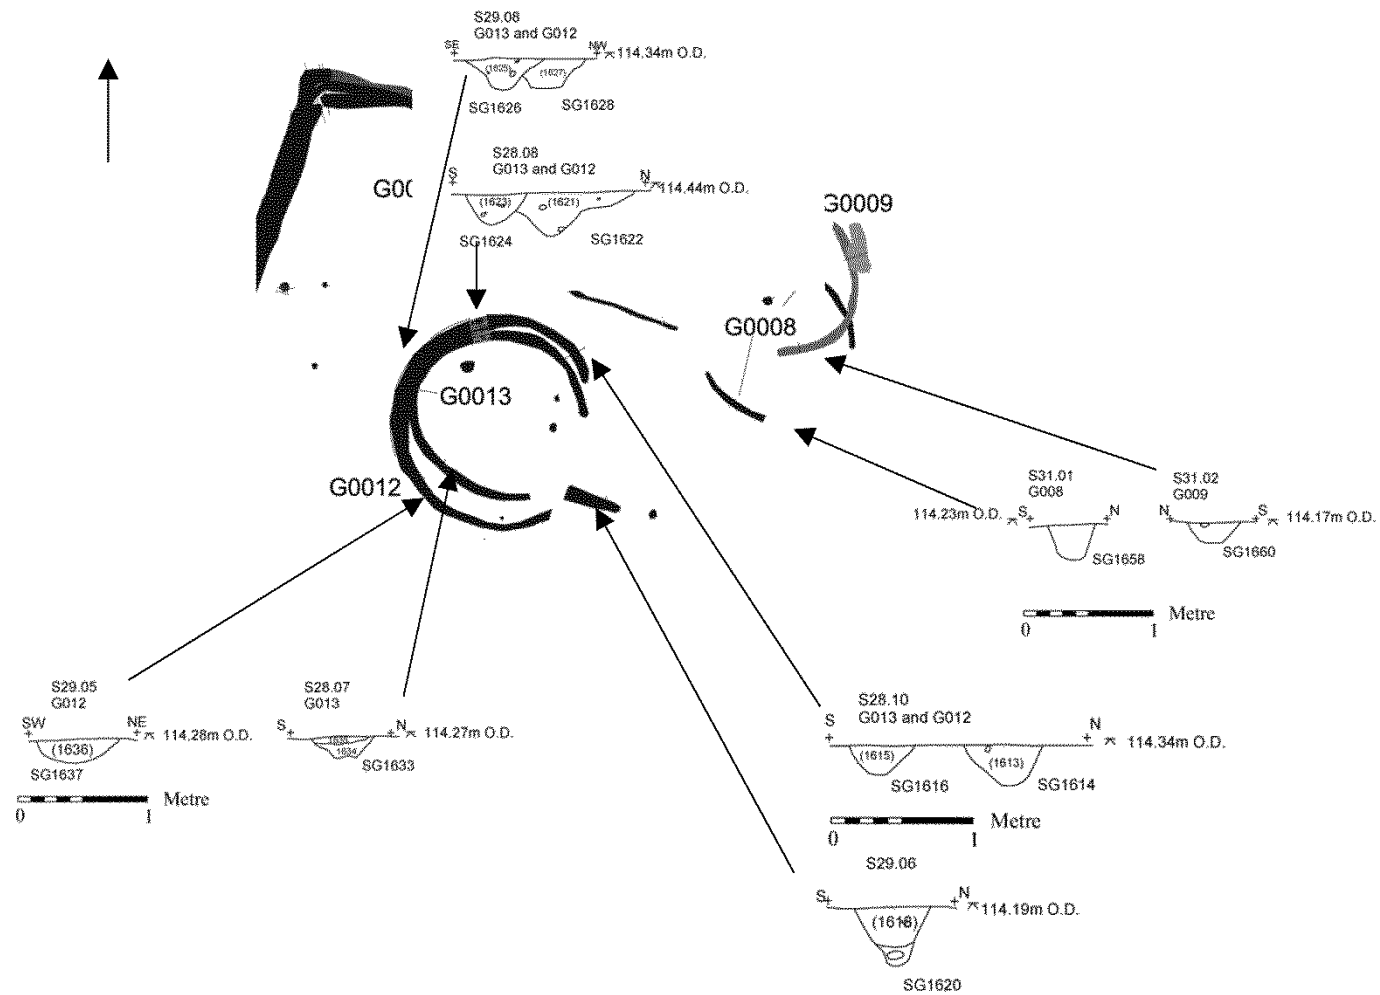 S29.08
G013 and G012
SE
NW
114.34m O.D.
(1625)
(1627)
SG1626
SG1628
S28.08
G013 and G012
S
N
114.44m O.D.
(1623)
(1621)
SG1624
SG1622
G00
G0009
G0008
G0013
G0012
S31.01
G008
114.23m O.D.
S
N
SG1658
S31.02
G009
N
S
114.17m O.D.
SG1660
Metre
0
1
S29.05
G012
SW
NE
114.28m O.D.
(1636)
SG1637
Metre
0
1
S28.07
G013
S
N
114.27m O.D.
1634
SG1633
S28.10
G013 and G012
S
N
114.34m O.D.
(1615)
(1613)
SG1616
SG1614
Metre
0
1
S29.06
S
N
114.19m O.D.
(1618)
SG1620